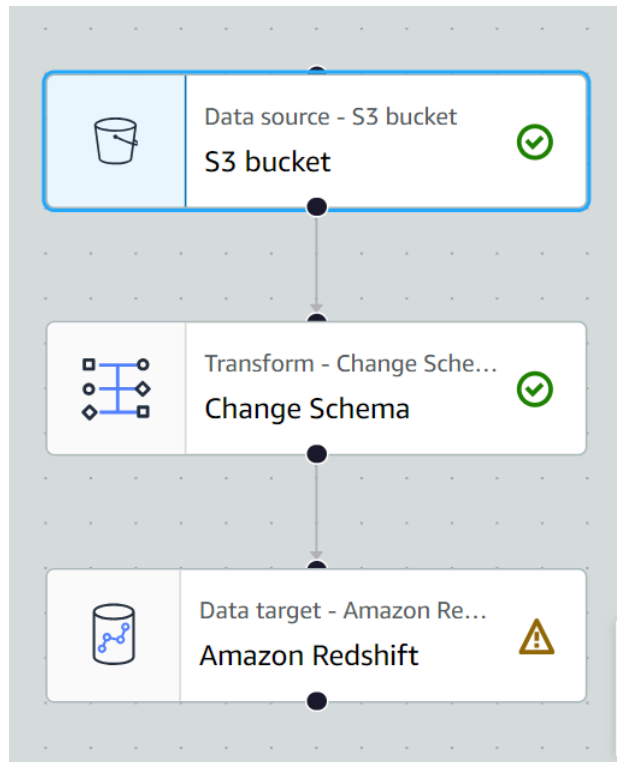 Data source - S3 bucket
S3 bucket
Transform - Change Sche...
Change Schema
Data target - Amazon Re...
Amazon Redshift